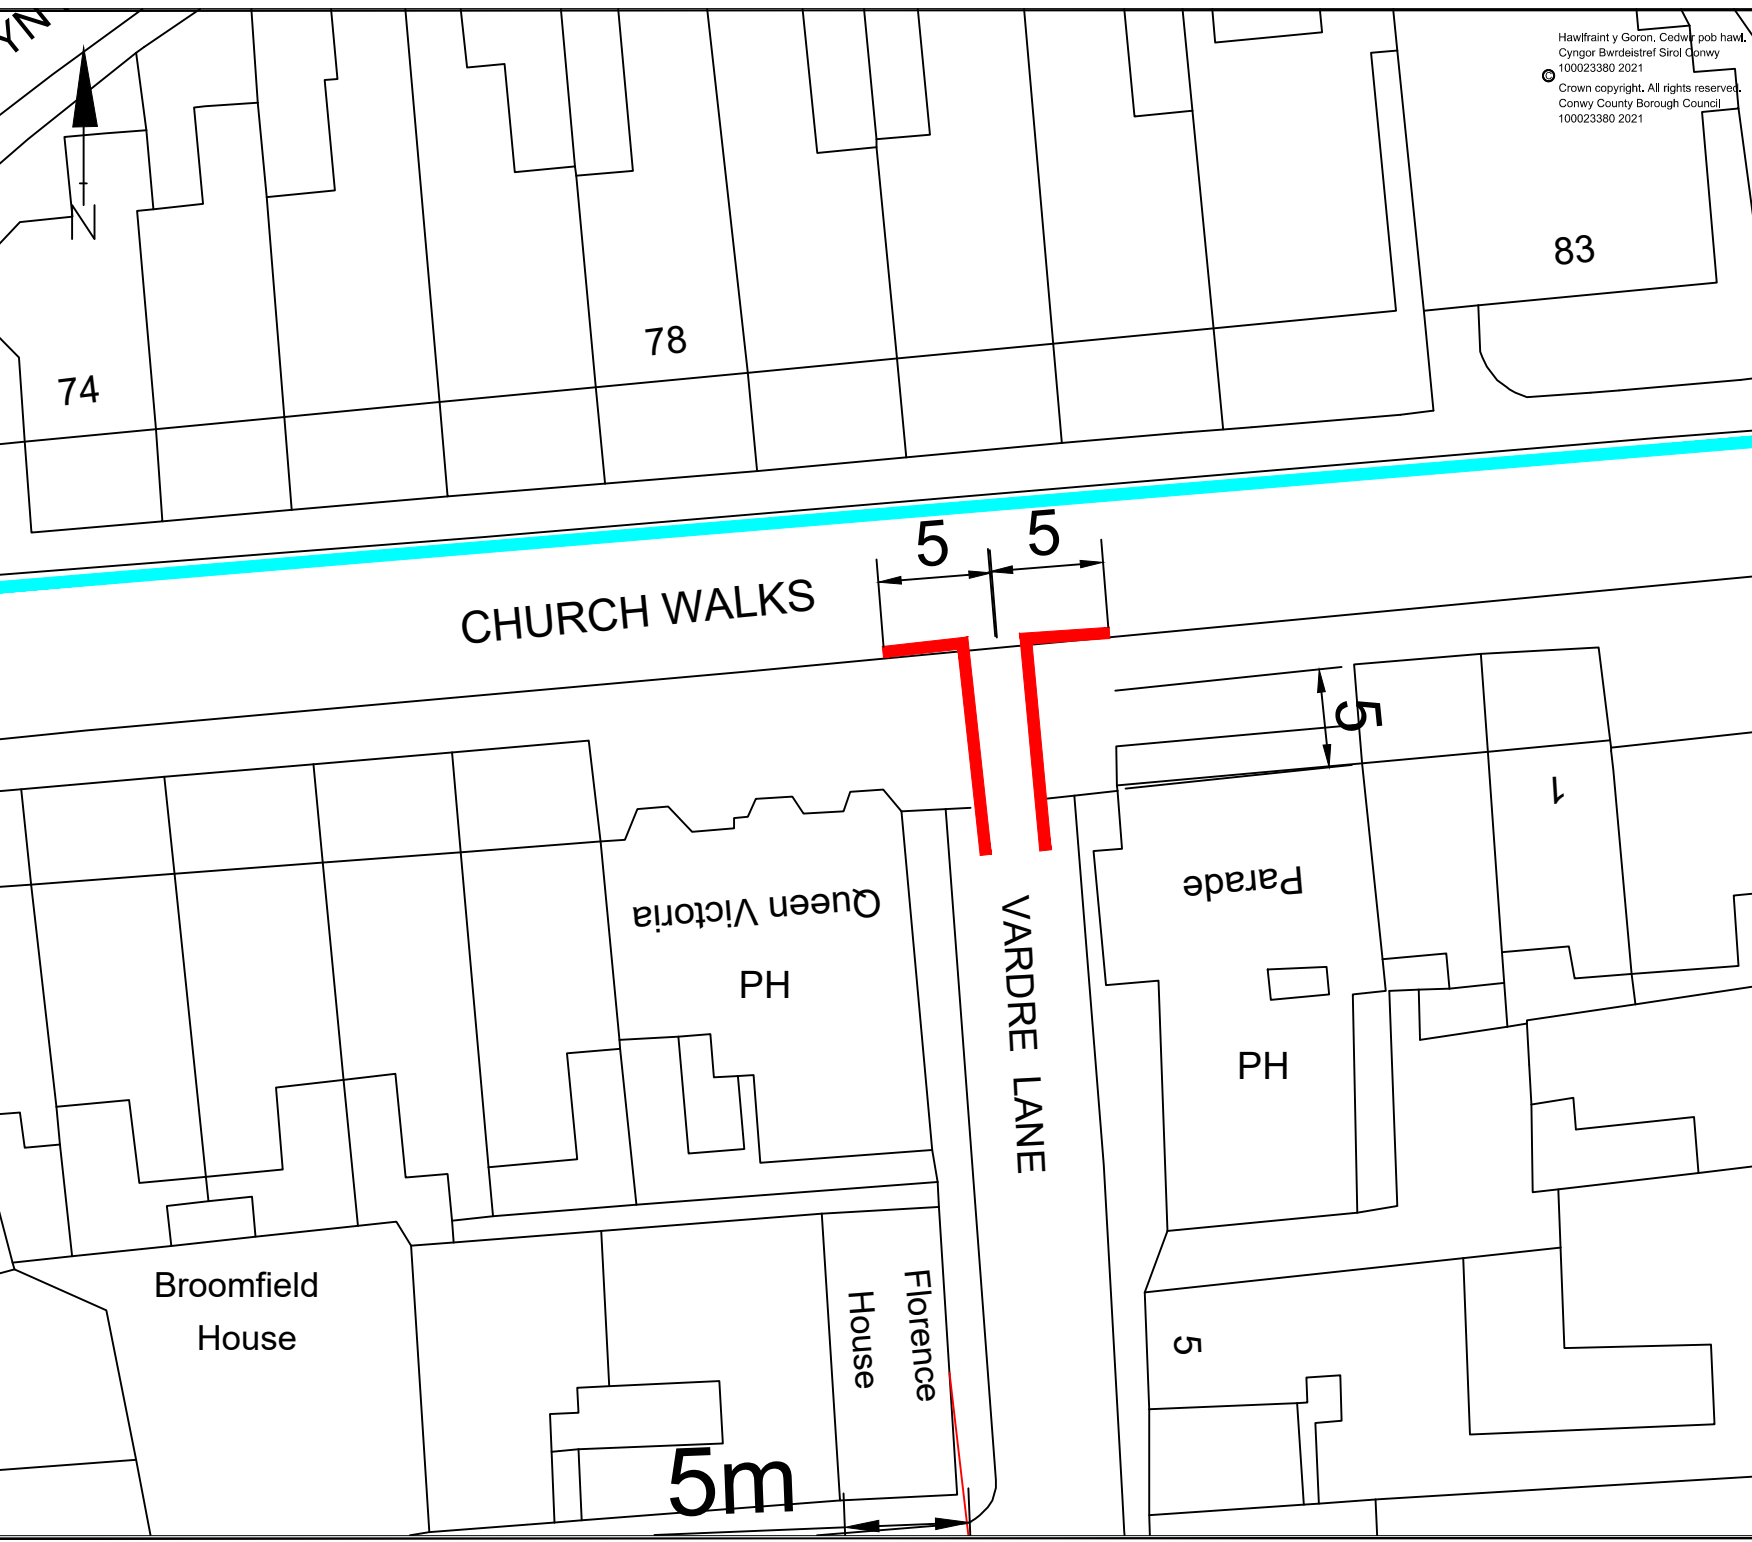 YN
N
Hawlfraint y Goron, Cedwir pob hawl.
Cyngor Bwrdeistref Sirol Conwy
100023380 2021
©
Crown copyright. All rights reserved.
Conwy County Borough Council
100023380 2021
83
78
74
5
5
CHURCH WALKS
5
1
Parade
Queen Victoria
PH
PH
VARDRE LANE
Broomfield
House
Florence
House
5
5m